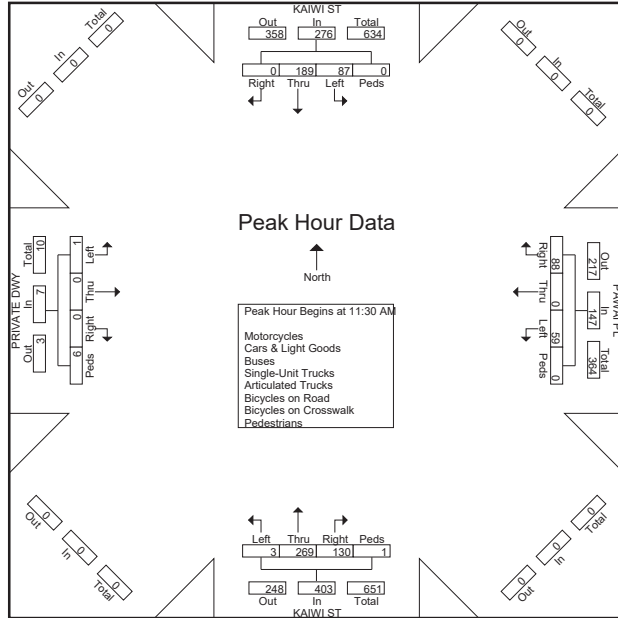 KAIWI ST
Out In Total
358 276 634
0 189 87 0
Right Thru Left Peds
Out In Total
0 0 0
Out In Total
0 0 0
Peak Hour Data
North
Peak Hour Begins at 11:30 AM
Motorcycles
Cars & Light Goods
Buses
Single-Unit Trucks
Articulated Trucks
Bicycles on Road
Bicycles on Crosswalk
Pedestrians
PRIVATE DWY
Out In Total
3 7 10
1 0 0 6
Left Thru Right Peds
PAWAI PL
Out In Total
217 147 364
88 0 59 0
Right Thru Left Peds
Out In Total
0 0 0
Out In Total
0 0 0
Left Thru Right Peds
3 269 130 1
248 403 651
Out In Total
KAIWI ST